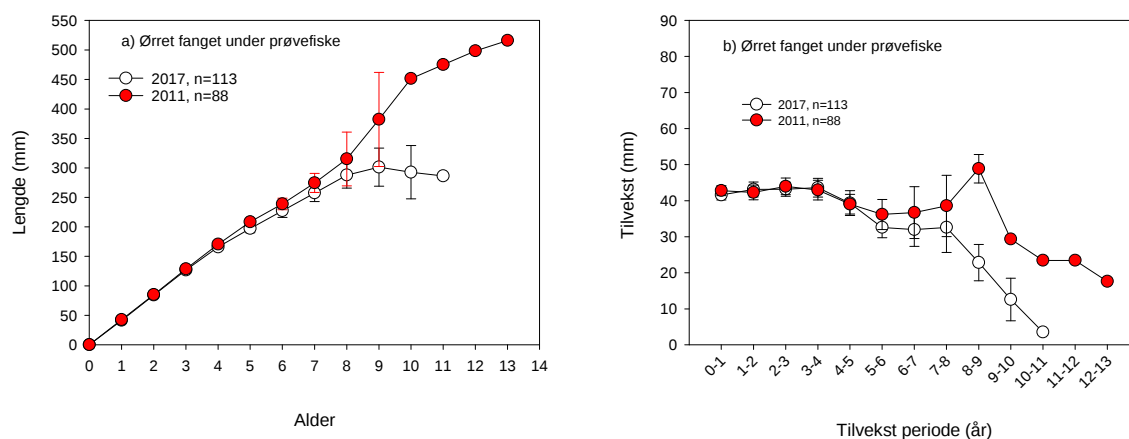 a) Ørret fanget under prøvefiske
2017, n=113
2011, n=88
Lengde (mm)
550
500
450
400
350
300
250
200
150
100
50
0
0 1 2 3 4 5 6 7 8 9 10 11 12 13 14
Alder
b) Ørret fanget under prøvefiske
2017, n=113
2011, n=88
Tilvekst (mm)
90
80
70
60
50
40
30
20
10
0
0-1 1-2 2-3 3-4 4-5 5-6 6-7 7-8 8-9 9-10 10-11 11-12 12-13
Tilvekst periode (år)